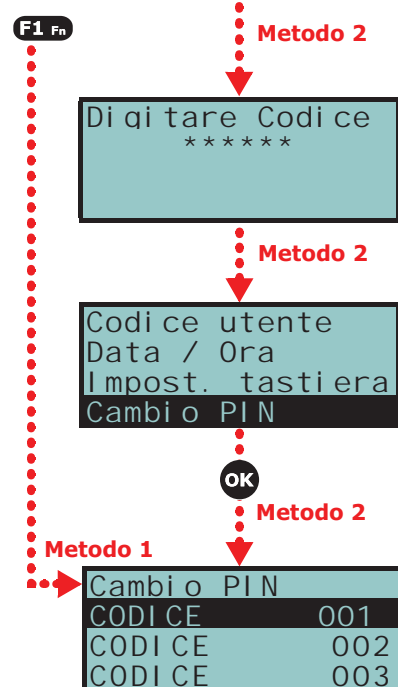 F1 Fn
Metodo 2
Digitare Codice
******
Metodo 2
Codice utente
Data / Ora
Impost. tastiera
Cambio PIN
OK
Metodo 2
Metodo 1
Cambio PIN
CODICE 001
CODICE 002
CODICE 003